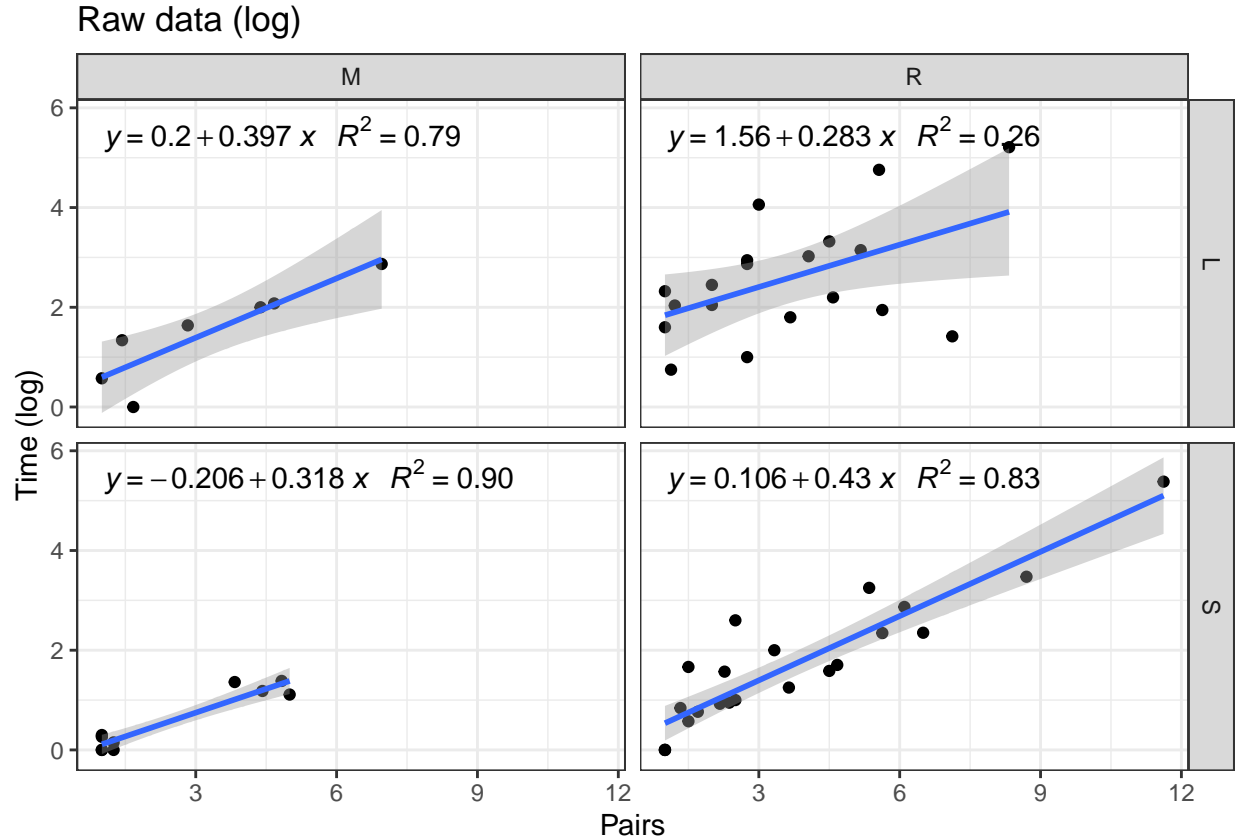 Raw data (log)
M
R
y = 0.2 + 0.397 x R² = 0.79
y = 1.56 + 0.283 x R² = 0.26
6
4
2
0
L
y = −0.206 + 0.318 x R² = 0.90
y = 0.106 + 0.43 x R² = 0.83
6
4
2
0
S
Time (log)
3 6 9 12
3 6 9 12
Pairs